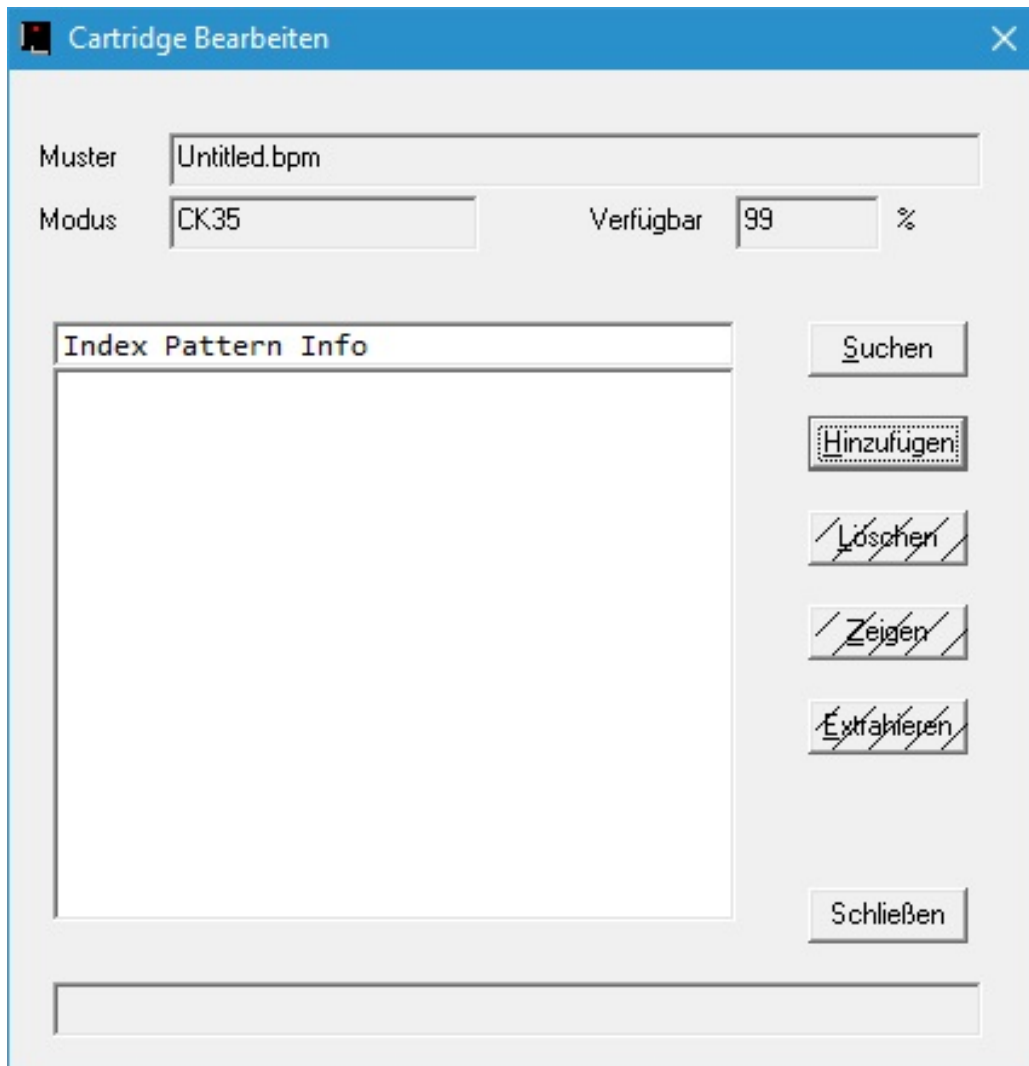 Cartridge Bearbeiten
Muster Untitled.bpm
Modus CK35 Verfügbar 99 %
Index Pattern Info
Suchen
Hinzufügen
Löschen
Zeigen
Extrahieren
Schließen